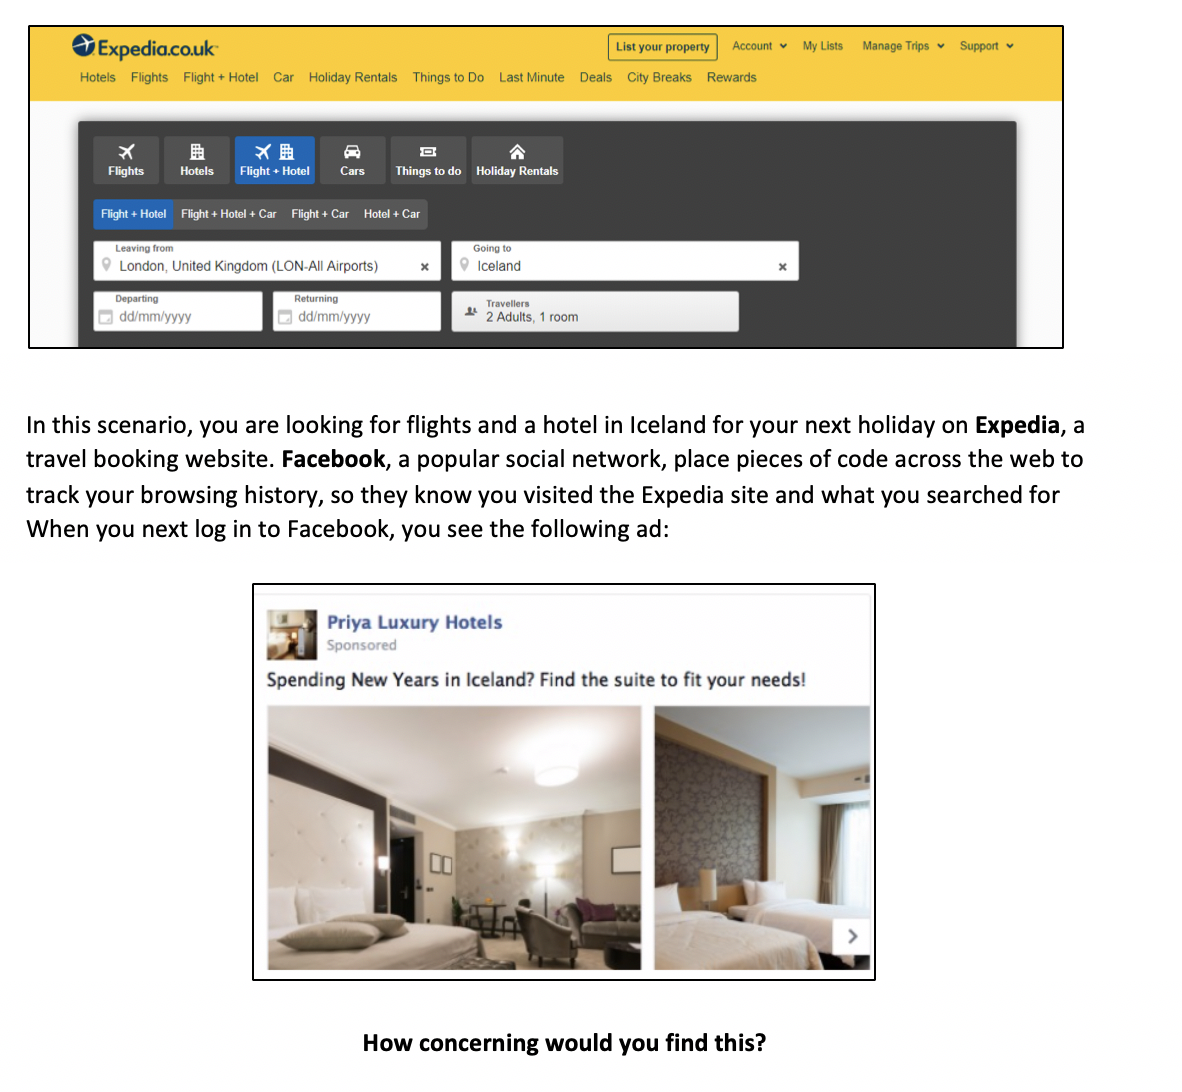 Expedia.co.uk
List your property Account My Lists Manage Trips Support
Hotels Flights Flight + Hotel Car Holiday Rentals Things to Do Last Minute Deals City Breaks Rewards
Flights Hotels Flight + Hotel Cars Things to do Holiday Rentals
Flight + Hotel Flight + Hotel + Car Flight + Car Hotel + Car
Leaving from Going to
London, United Kingdom (LON-All Airports) × Iceland ×
Departing Returning Travellers
dd/mm/yyyy dd/mm/yyyy 2 Adults, 1 room
In this scenario, you are looking for flights and a hotel in Iceland for your next holiday on Expedia, a
travel booking website. Facebook, a popular social network, place pieces of code across the web to
track your browsing history, so they know you visited the Expedia site and what you searched for
When you next log in to Facebook, you see the following ad:
Priya Luxury Hotels
Sponsored
Spending New Years in Iceland? Find the suite to fit your needs!
How concerning would you find this?